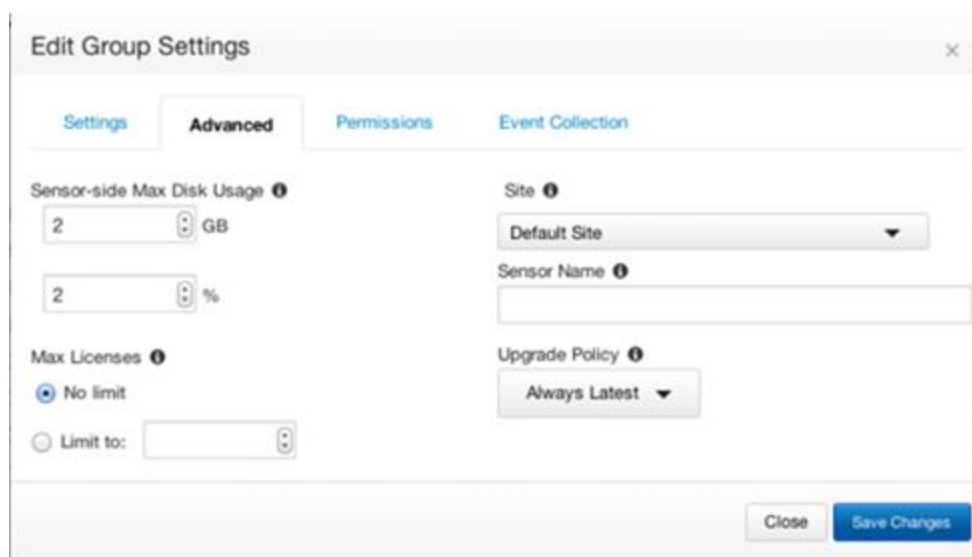 Edit Group Settings
×
Settings
Advanced
Permissions
Event Collection
Sensor-side Max Disk Usage
2 GB
2 %
Max Licenses
No limit
Limit to:
Site
Default Site
Sensor Name
Upgrade Policy
Always Latest
Close
Save Changes